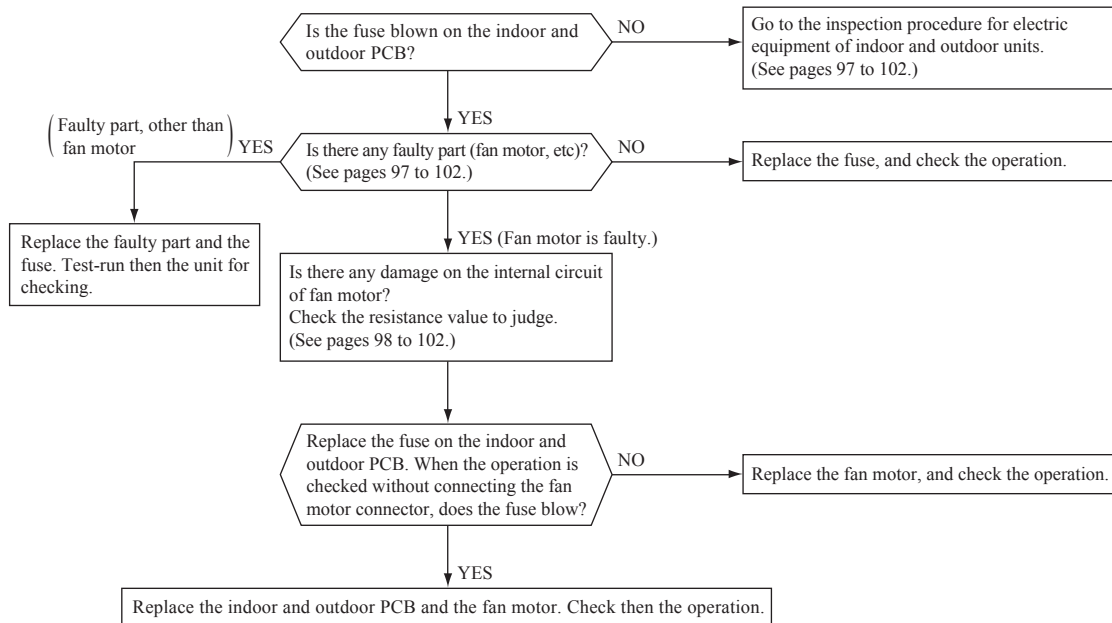 Is the fuse blown on the indoor and
outdoor PCB?
NO
Go to the inspection procedure for electric
equipment of indoor and outdoor units.
(See pages 97 to 102.)
YES
(Faulty part, other than
fan motor)
YES
Is there any faulty part (fan motor, etc)?
(See pages 97 to 102.)
NO
Replace the fuse, and check the operation.
Replace the faulty part and the
fuse. Test-run then the unit for
checking.
YES (Fan motor is faulty.)
Is there any damage on the internal circuit
of fan motor?
Check the resistance value to judge.
(See pages 98 to 102.)
Replace the fuse on the indoor and
outdoor PCB. When the operation is
checked without connecting the fan
motor connector, does the fuse blow?
NO
Replace the fan motor, and check the operation.
YES
Replace the indoor and outdoor PCB and the fan motor. Check then the operation.